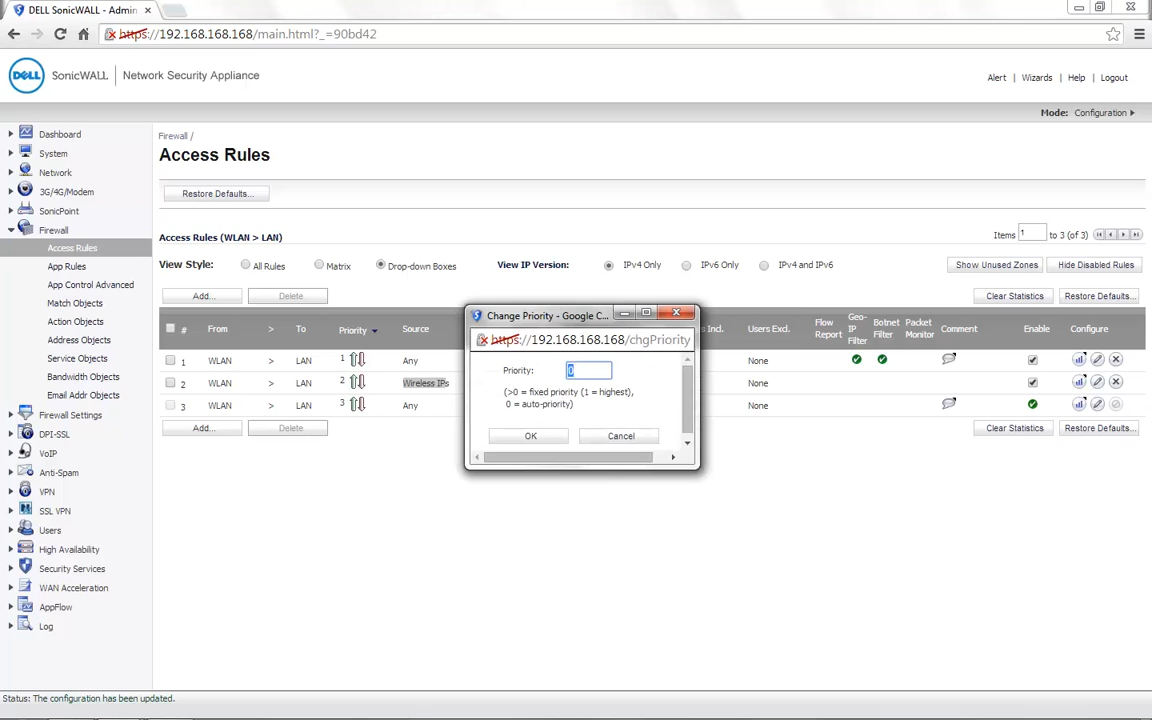 DELL SonicWALL - Admin
https://192.168.168.168/main.html?_=90bd42
DELL SonicWALL Network Security Appliance
Alert Wizards Help Logout
Mode: Configuration
Dashboard
System
Network
3G/4G/Modem
SonicPoint
Firewall
Access Rules
App Rules
App Control Advanced
Match Objects
Action Objects
Address Objects
Service Objects
Bandwidth Objects
Email Addr Objects
Firewall Settings
DPI-SSL
VoIP
Anti-Spam
VPN
SSL VPN
Users
High Availability
Security Services
WAN Acceleration
AppFlow
Log
Firewall /
Access Rules
Restore Defaults...
Access Rules (WLAN > LAN)
Items 1 to 3 (of 3)
View Style: All Rules Matrix Drop-down Boxes View IP Version: IPv4 Only IPv6 Only IPv4 and IPv6 Show Unused Zones Hide Disabled Rules
Add... Delete Clear Statistics Restore Defaults...
# From > To Priority Source Incl. Users Excl. Flow Report Geo-IP Filter Botnet Filter Packet Monitor Comment Enable Configure
1 WLAN > LAN 1 Any None
2 WLAN > LAN 2 Wireless IPs None
3 WLAN > LAN 3 Any None
Add... Delete Clear Statistics Restore Defaults...
Change Priority - Google C...
https://192.168.168.168/chgPriority
Priority: 0
(>0 = fixed priority (1 = highest),
0 = auto-priority)
OK Cancel
Status: The configuration has been updated.